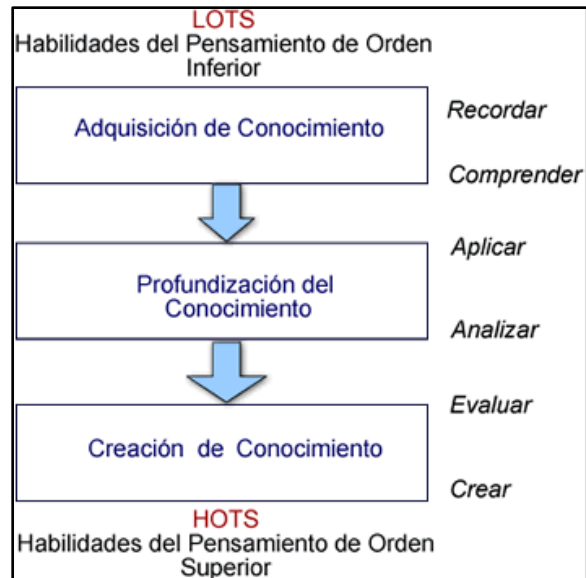 LOTS
Habilidades del Pensamiento de Orden
Inferior
Adquisición de Conocimiento
Recordar
Comprender
Profundización del
Conocimiento
Aplicar
Analizar
Creación de Conocimiento
Evaluar
Crear
HOTS
Habilidades del Pensamiento de Orden
Superior